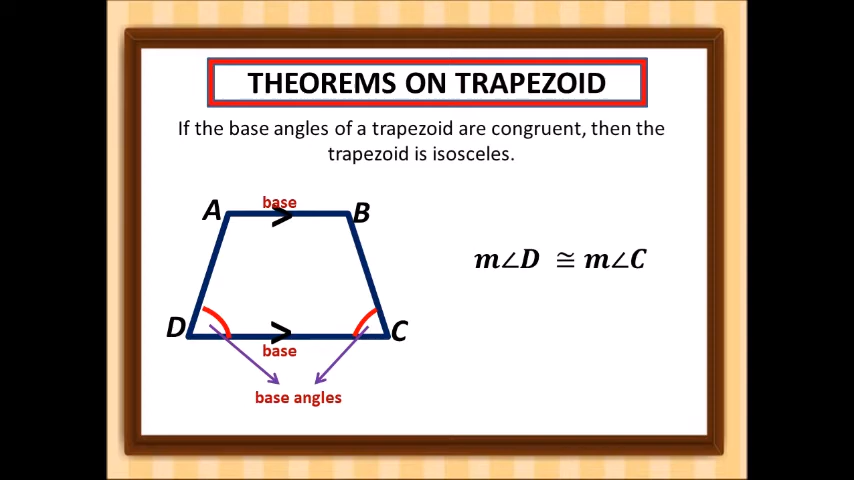 THEOREMS ON TRAPEZOID
If the base angles of a trapezoid are congruent, then the
trapezoid is isosceles.
A
base
B
m∠D ≅ m∠C
D
C
base
base angles